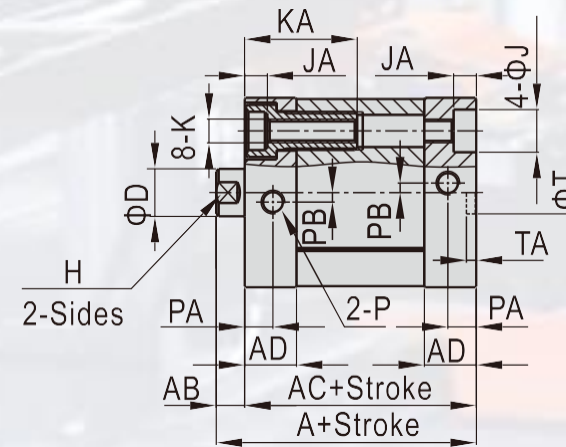 KA
JA JA
4-ΦJ
8-K
ΦD
PB
PB
ΦT
TA
H
2-Sides
PA 2-P PA
AD AD
AB AC+Stroke
A+Stroke